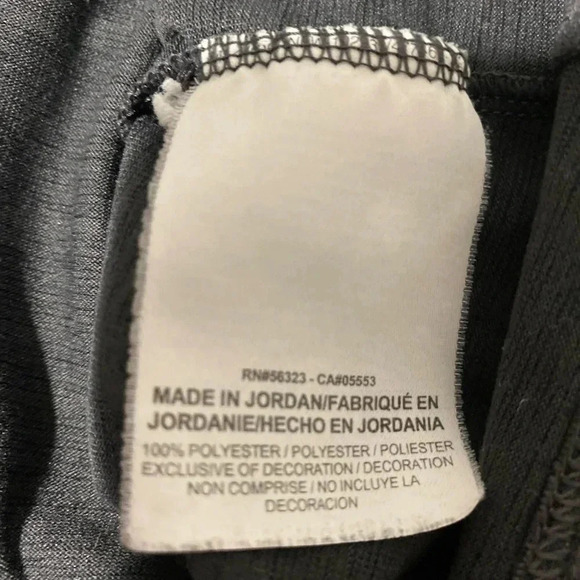 RN#56323 - CA#05553
MADE IN JORDAN/FABRIQUÉ EN
JORDANIE/HECHO EN JORDANIA
100% POLYESTER / POLYESTER / POLIESTER
EXCLUSIVE OF DECORATION / DECORATION
NON COMPRISE / NO INCLUYE LA
DECORACION